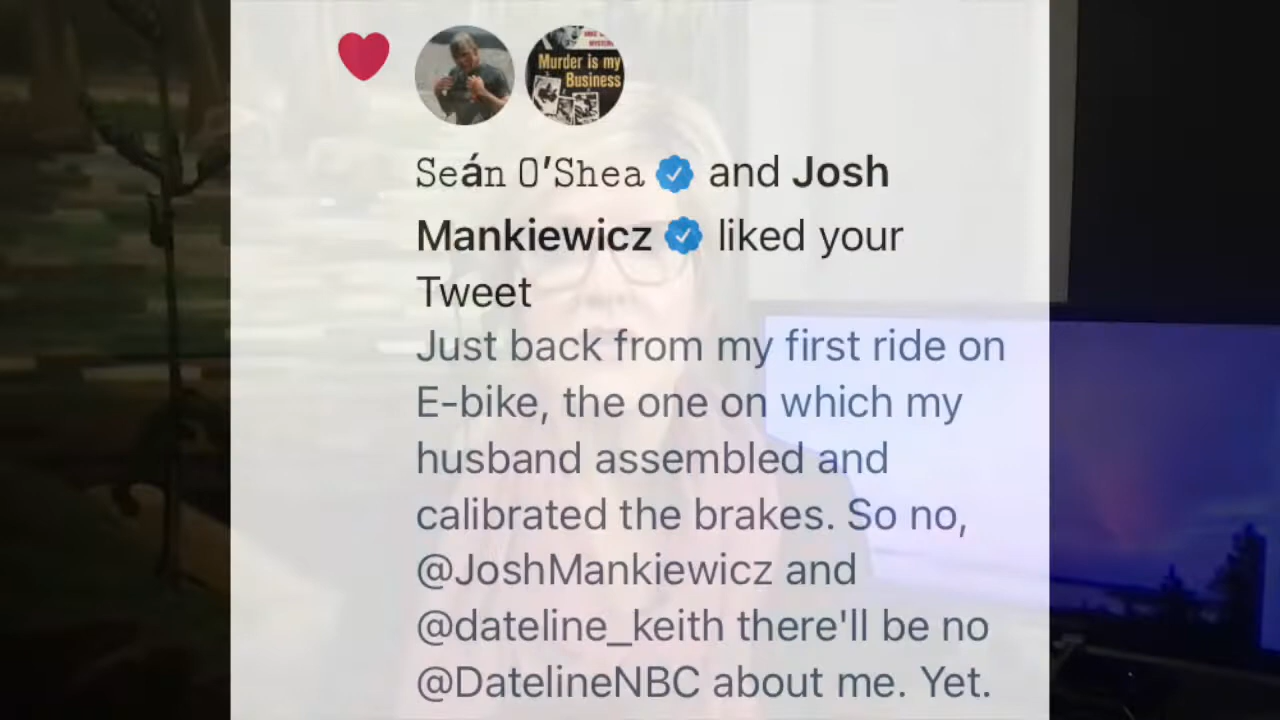 Murder is my
Business
Seán O'Shea and Josh
Mankiewicz liked your
Tweet
Just back from my first ride on
E-bike, the one on which my
husband assembled and
calibrated the brakes. So no,
@JoshMankiewicz and
@dateline_keith there'll be no
@DatelineNBC about me. Yet.